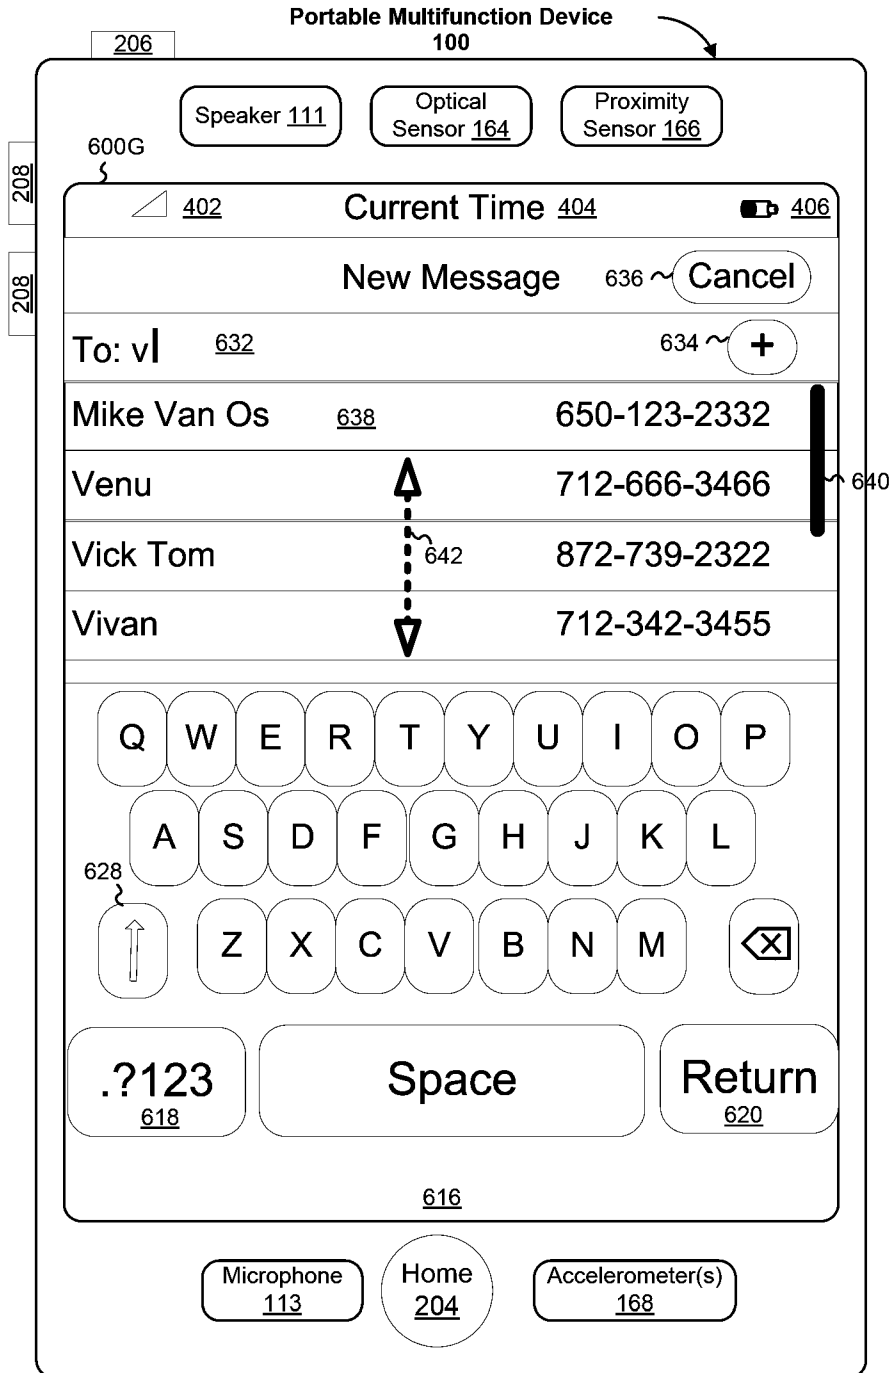 Portable Multifunction Device
100
206
Speaker 111
Optical
Sensor 164
Proximity
Sensor 166
600G
208
208
402
Current Time 404
406
New Message
636
Cancel
To: v
632
634
+
Mike Van Os
638
650-123-2332
640
Venu
712-666-3466
Vick Tom
642
872-739-2322
Vivan
712-342-3455
Q W E R T Y U I O P
A S D F G H J K L
628
Z X C V B N M
.?123
618
Space
Return
620
616
Microphone
113
Home
204
Accelerometer(s)
168